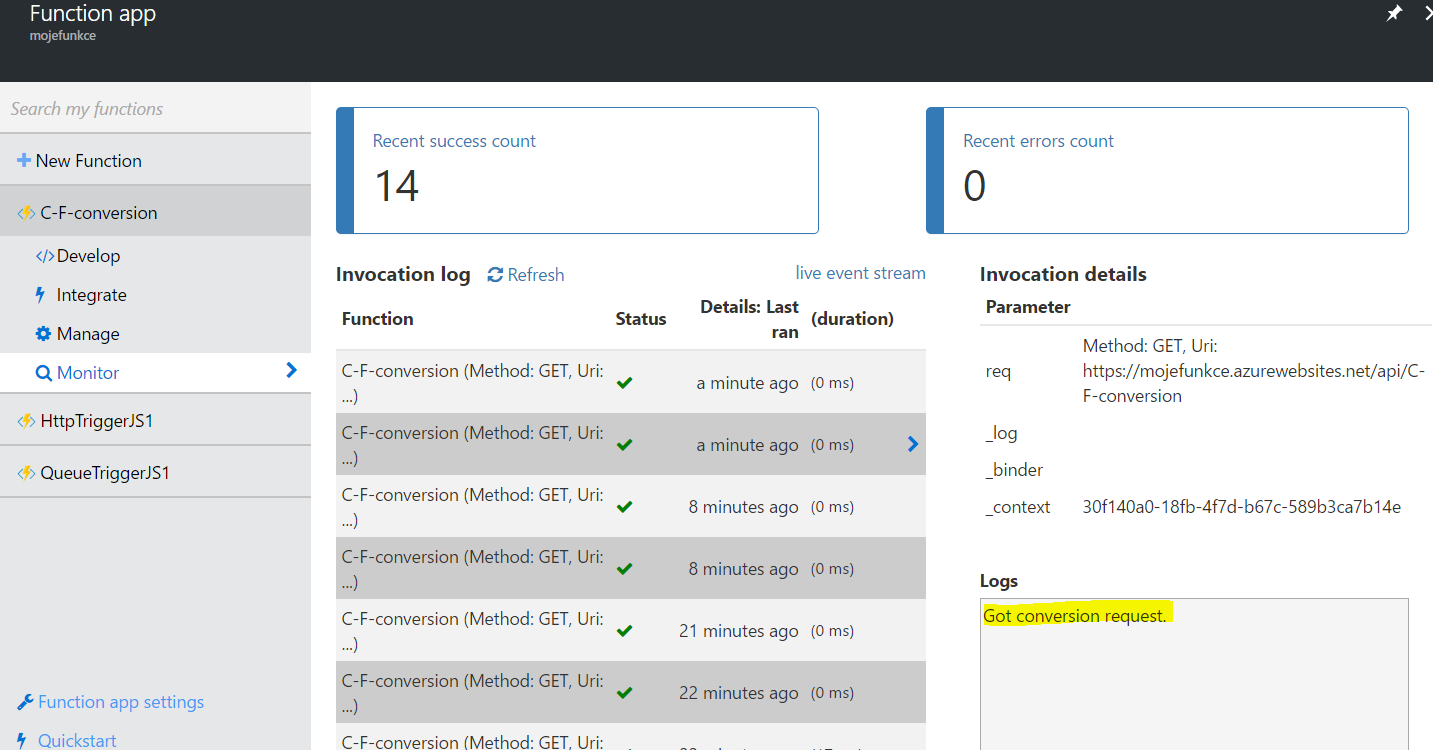 Function app
mojefunkce
Search my functions
New Function
C-F-conversion
</>Develop
Integrate
Manage
Monitor
HttpTriggerJS1
QueueTriggerJS1
Function app settings
Quickstart
Recent success count
14
Recent errors count
0
Invocation log
Refresh
live event stream
Function
Status
Details: Last
ran
(duration)
C-F-conversion (Method: GET, Uri:
...)
a minute ago (0 ms)
C-F-conversion (Method: GET, Uri:
...)
a minute ago (0 ms)
C-F-conversion (Method: GET, Uri:
...)
8 minutes ago (0 ms)
C-F-conversion (Method: GET, Uri:
...)
8 minutes ago (0 ms)
C-F-conversion (Method: GET, Uri:
...)
21 minutes ago (0 ms)
C-F-conversion (Method: GET, Uri:
...)
22 minutes ago (0 ms)
C-F-conversion (Method: GET, Uri:
Invocation details
Parameter
req
Method: GET, Uri:
https://mojefunkce.azurewebsites.net/api/C-
F-conversion
_log
_binder
_context 30f140a0-18fb-4f7d-b67c-589b3ca7b14e
Logs
Got conversion request.